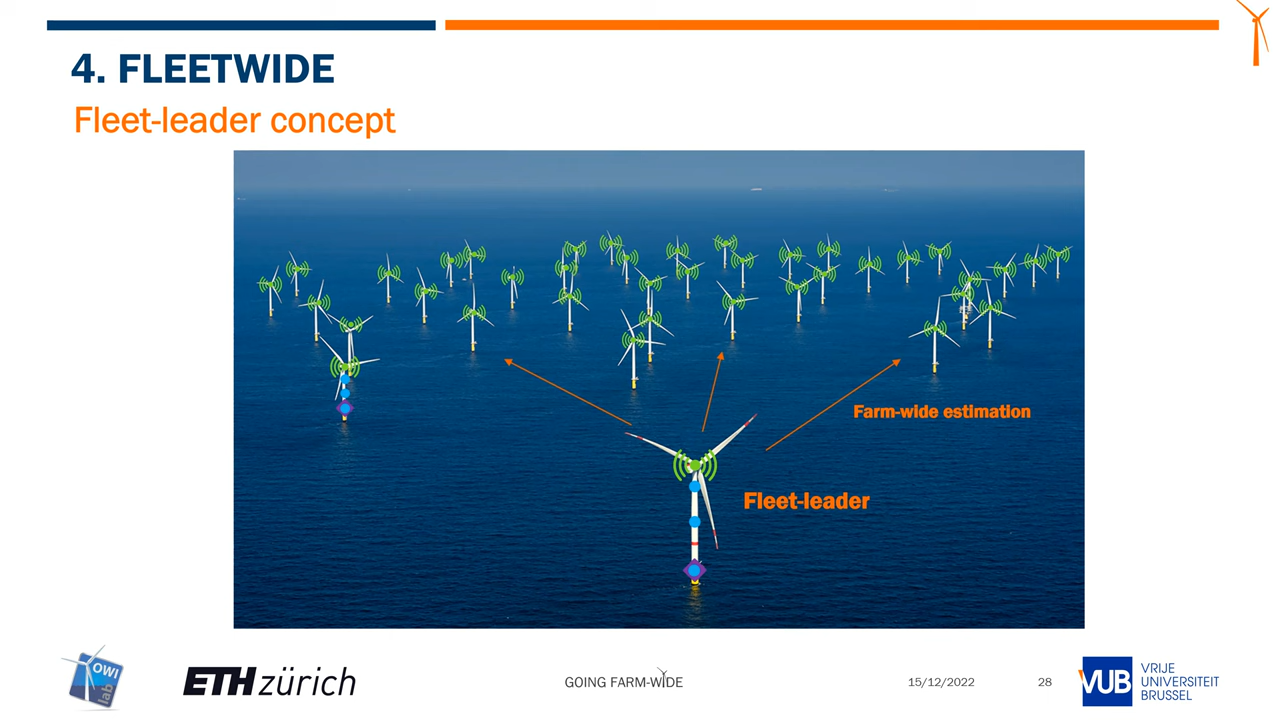 4. FLEETWIDE
Fleet-leader concept
Farm-wide estimation
Fleet-leader
OWI
lab
ETH zürich
GOING FARM-WIDE
15/12/2022
28
VUB
VRIJE
UNIVERSITEIT
BRUSSEL